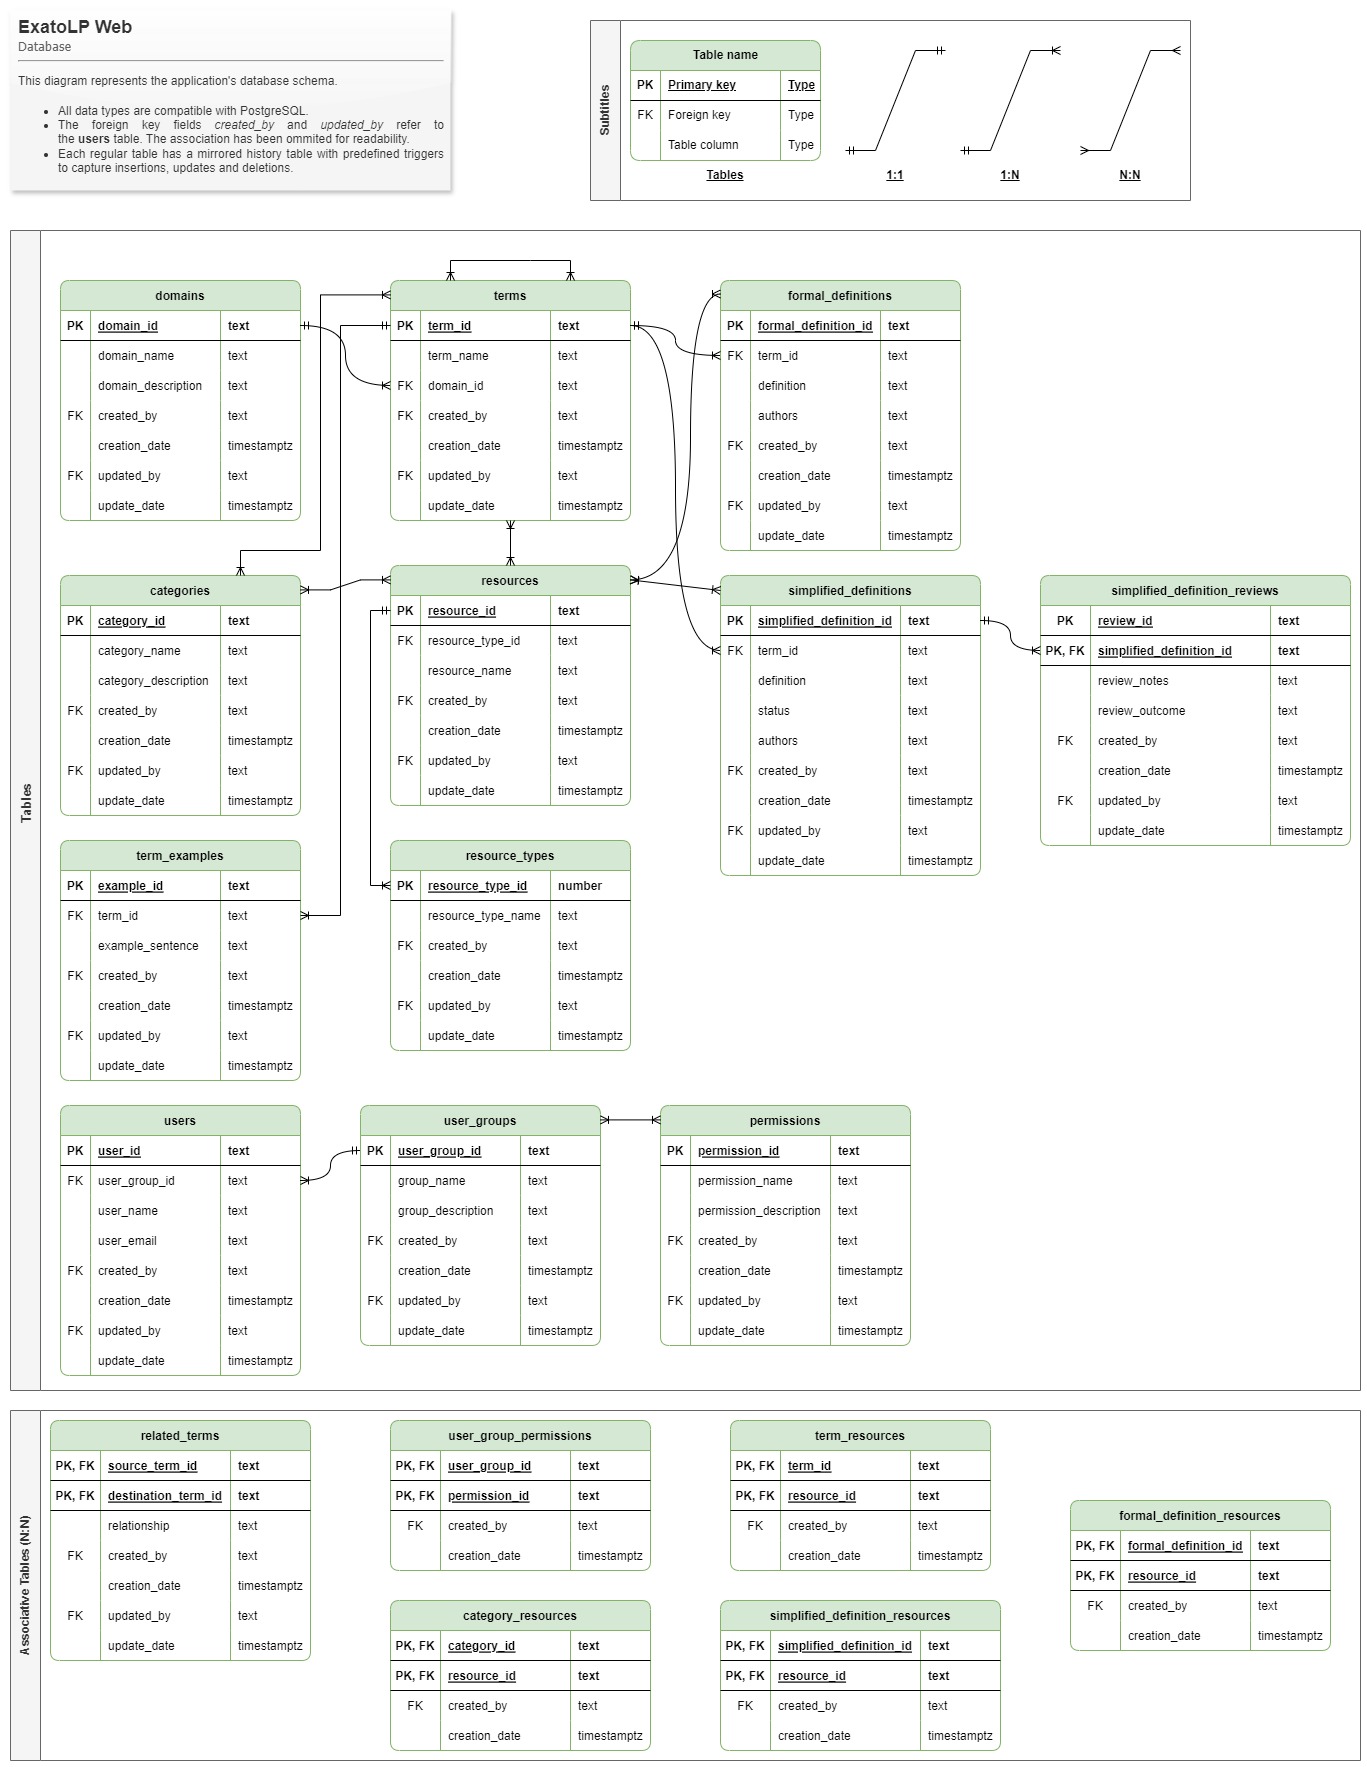 ExatoLP Web
Database
This diagram represents the application's database schema.
• All data types are compatible with PostgreSQL.
• The foreign key fields created_by and updated_by refer to
the users table. The association has been ommited for readability.
• Each regular table has a mirrored history table with predefined triggers
to capture insertions, updates and deletions.
Subtitles
Table name
PK Primary key Type
FK Foreign key Type
Table column Type
Tables
1:1
1:N
N:N
Tables
domains
PK domain_id text
domain_name text
domain_description text
FK created_by text
creation_date timestamptz
FK updated_by text
update_date timestamptz
terms
PK term_id text
term_name text
FK domain_id text
FK created_by text
creation_date timestamptz
FK updated_by text
update_date timestamptz
formal_definitions
PK formal_definition_id text
FK term_id text
definition text
authors text
FK created_by text
creation_date timestamptz
FK updated_by text
update_date timestamptz
categories
PK category_id text
category_name text
category_description text
FK created_by text
creation_date timestamptz
FK updated_by text
update_date timestamptz
resources
PK resource_id text
FK resource_type_id text
resource_name text
FK created_by text
creation_date timestamptz
FK updated_by text
update_date timestamptz
simplified_definitions
PK simplified_definition_id text
FK term_id text
definition text
status text
authors text
FK created_by text
creation_date timestamptz
FK updated_by text
update_date timestamptz
simplified_definition_reviews
PK review_id text
PK, FK simplified_definition_id text
review_notes text
review_outcome text
FK created_by text
creation_date timestamptz
FK updated_by text
update_date timestamptz
term_examples
PK example_id text
FK term_id text
example_sentence text
FK created_by text
creation_date timestamptz
FK updated_by text
update_date timestamptz
resource_types
PK resource_type_id number
resource_type_name text
FK created_by text
creation_date timestamptz
FK updated_by text
update_date timestamptz
users
PK user_id text
FK user_group_id text
user_name text
user_email text
FK created_by text
creation_date timestamptz
FK updated_by text
update_date timestamptz
user_groups
PK user_group_id text
group_name text
group_description text
FK created_by text
creation_date timestamptz
FK updated_by text
update_date timestamptz
permissions
PK permission_id text
permission_name text
permission_description text
FK created_by text
creation_date timestamptz
FK updated_by text
update_date timestamptz
Associative Tables (N:N)
related_terms
PK, FK source_term_id text
PK, FK destination_term_id text
relationship text
FK created_by text
creation_date timestamptz
FK updated_by text
update_date timestamptz
user_group_permissions
PK, FK user_group_id text
PK, FK permission_id text
FK created_by text
creation_date timestamptz
term_resources
PK, FK term_id text
PK, FK resource_id text
FK created_by text
creation_date timestamptz
formal_definition_resources
PK, FK formal_definition_id text
PK, FK resource_id text
FK created_by text
creation_date timestamptz
category_resources
PK, FK category_id text
PK, FK resource_id text
FK created_by text
creation_date timestamptz
simplified_definition_resources
PK, FK simplified_definition_id text
PK, FK resource_id text
FK created_by text
creation_date timestamptz